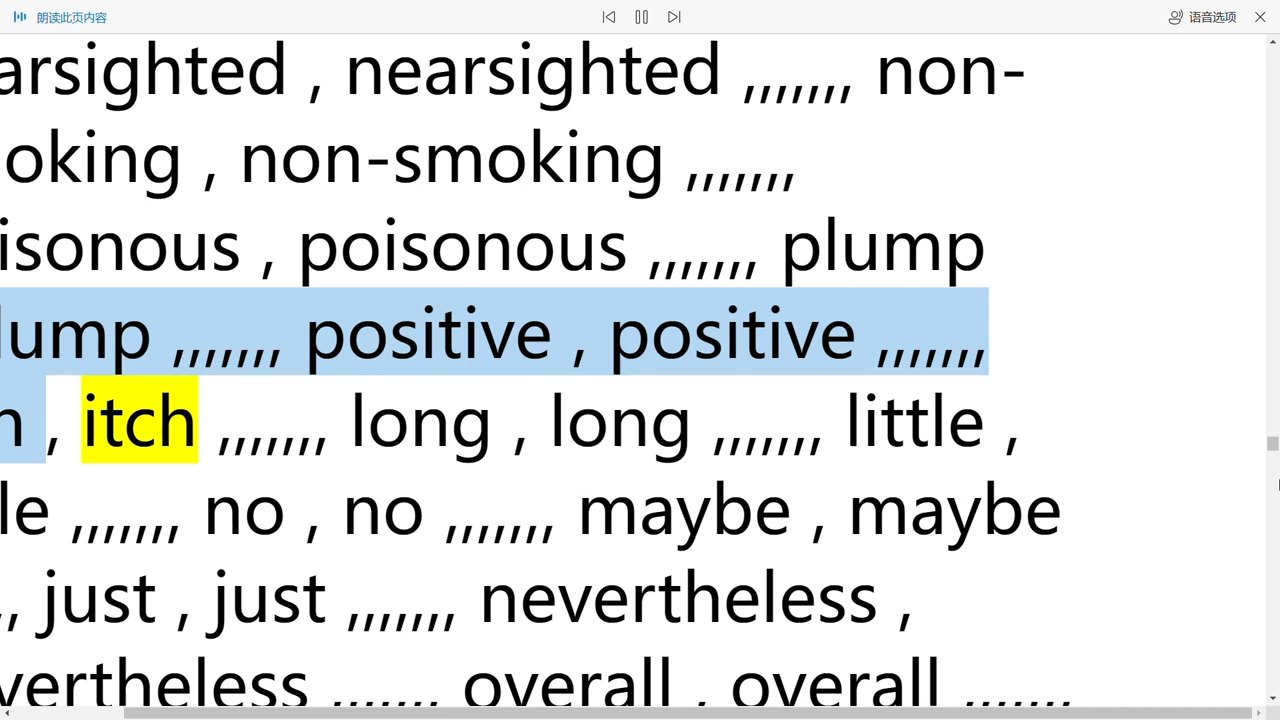 朗读此页内容 语音选项
arsighted , nearsighted ,,,,,,, non-
oking , non-smoking ,,,,,,,
isonous , poisonous ,,,,,,, plump
lump ,,,,,,, positive , positive ,,,,,,,
, itch ,,,,,,, long , long ,,,,,,, little ,
le ,,,,,,, no , no ,,,,,,, maybe , maybe
, just , just ,,,,,,, nevertheless ,
vertheless ,,,,,,, overall , overall ,,,,,,,